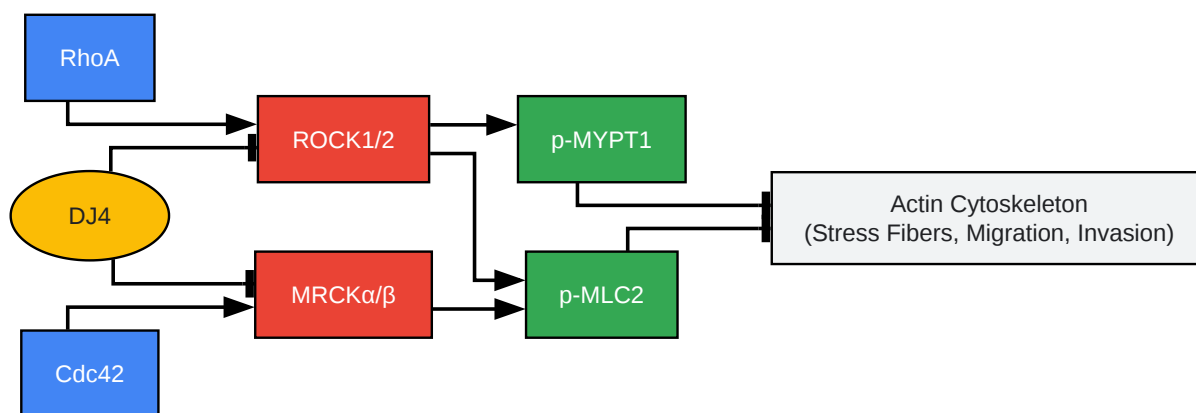 RhoA
ROCK1/2
p-MYPT1
DJ4
Actin Cytoskeleton
(Stress Fibers, Migration, Invasion)
MRCKα/β
p-MLC2
Cdc42